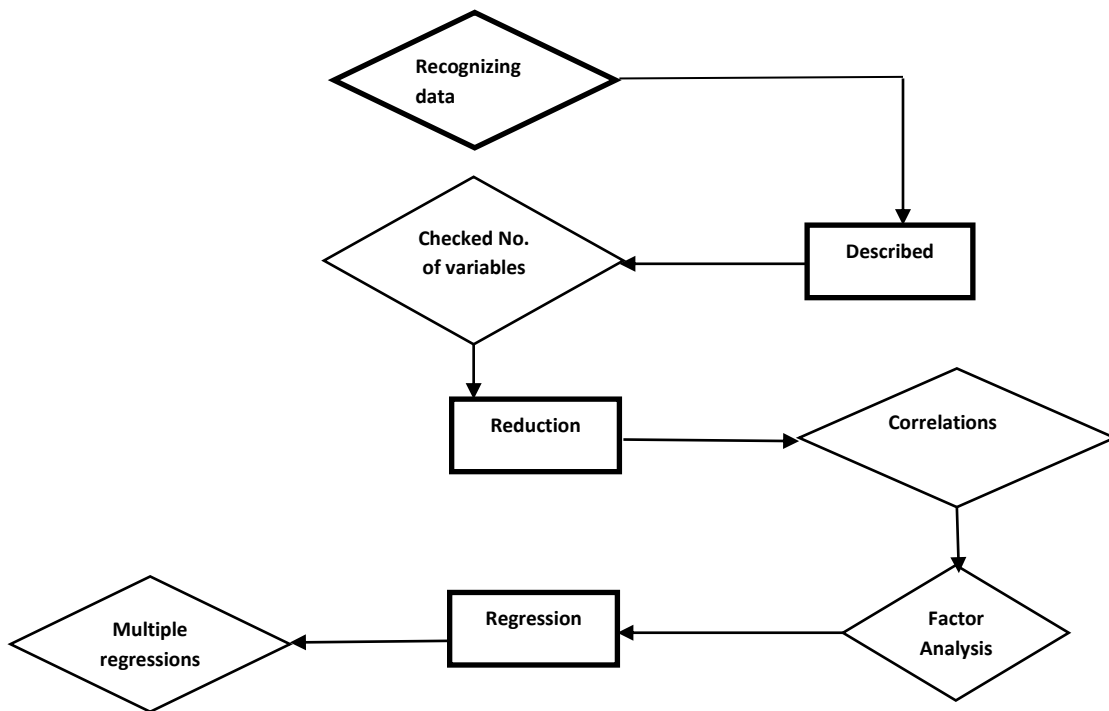 Recognizing
data
Described
Checked No.
of variables
Reduction
Correlations
Factor
Analysis
Regression
Multiple
regressions